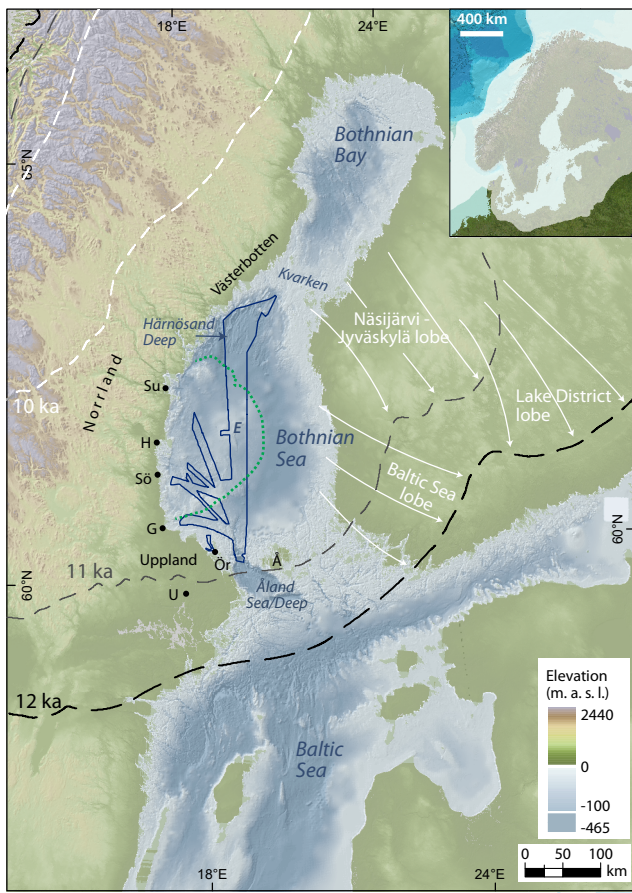 18°E
24°E
400 km
65°N
Bothnian
Bay
Västerbotten
Kvarken
Härnösand
Deep
Näsijärvi -
Jyväskylä lobe
Lake District
lobe
Norrland
10 ka
Su
H
E
Bothnian
Sea
Sö
Baltic Sea
lobe
G
60°N
Uppland
Ör
Å
11 ka
60°N
U
Åland
Sea/Deep
12 ka
Baltic
Sea
Elevation
(m. a. s. l.)
2440
0
-100
-465
0 50 100
km
18°E
24°E